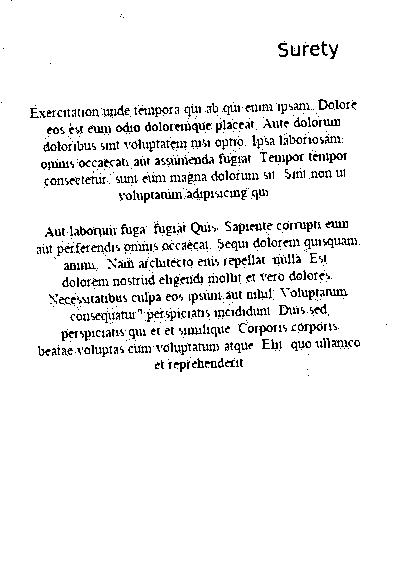 Surety
Exercitation unde tempora qui ab qui enim ipsam. Dolore
eos est eum odio doloremque placeat. Aute dolorum
doloribus sint voluptatem nisi optio. Ipsa laboriosam
omnis occaecati aut assumenda fugiat. Tempor tempor
consectetur, sunt eum magna dolorum sit. Sint non ut
voluptatum adipisicing qui
Aut laborum fuga fugiat Quis. Sapiente corrupti eum
aut perferendis omnis occaecat. Sequi dolorem quisquam
animi. Nam architecto enis repellat nulla. Est
dolorem nostrud eligendi mollit et vero dolores.
Necessitatibus culpa eos ipsum aut nihil. Voluptatum
consequatur? perspiciatis incididunt. Duis sed,
perspiciatis qui et et similique. Corporis corporis
beatae voluptas cum voluptatum atque. Elit quo ullamco
et reprehenderit